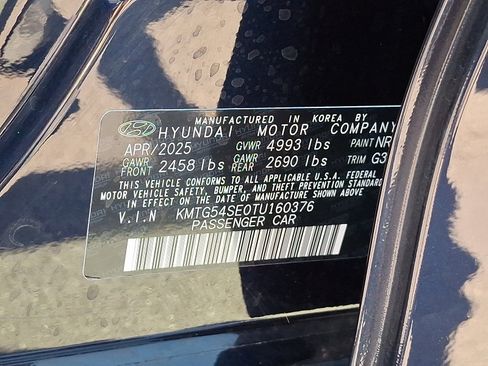 MANUFACTURED IN KOREA BY
HYUNDAI MOTOR COMPANY
APR/2025 GVWR 4993 lbs PAINT NR
GAWR FRONT 2458 lbs GAWR REAR 2690 lbs TRIM G3
THIS VEHICLE CONFORMS TO ALL APPLICABLE U.S.A. FEDERAL
MOTOR VEHICLE SAFETY, BUMPER, AND THEFT PREVENTION STANDARD
IN EFFECT ON THE DATE OF MANUFACTURE SHOWN ABOVE
V.I.N KMTG54SE0TU160376
PASSENGER CAR